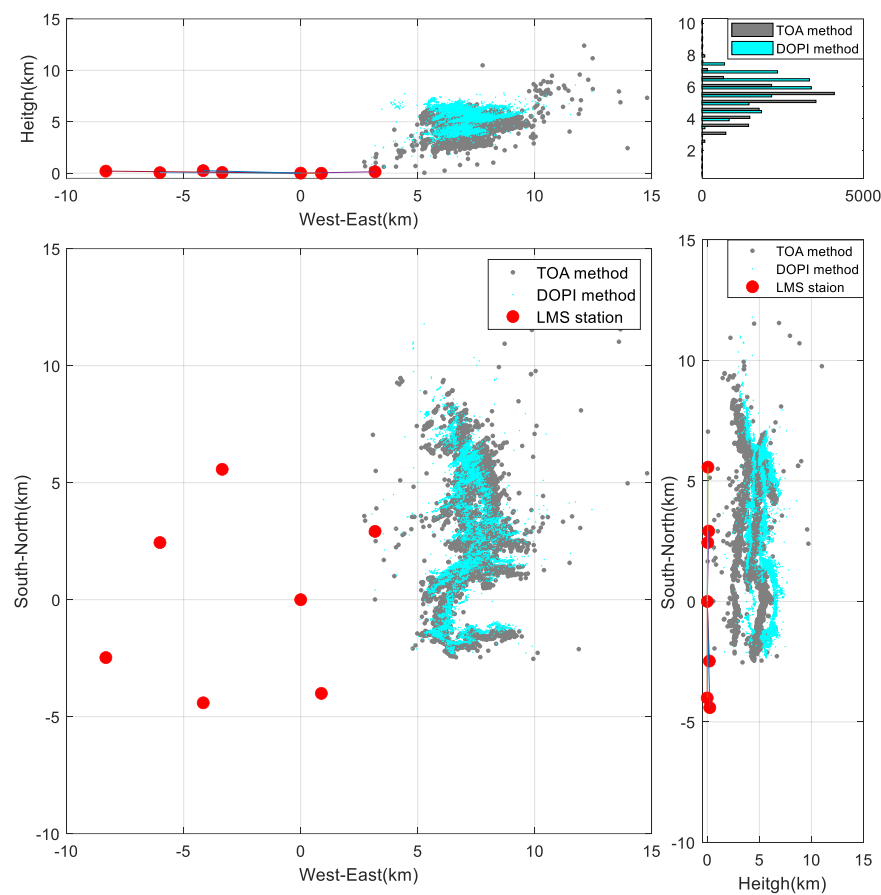 15
10
5
0
Heitgh(km)
-10
-5
0
5
10
15
West-East(km)
10
8
6
4
2
TOA method
DOPI method
0
5000
15
10
5
0
-5
-10
South-North(km)
TOA method
DOPI method
LMS station
-10
-5
0
5
10
15
West-East(km)
15
10
5
0
-5
-10
South-North(km)
TOA method
DOPI method
LMS staion
0
5
10
15
Heitgh(km)